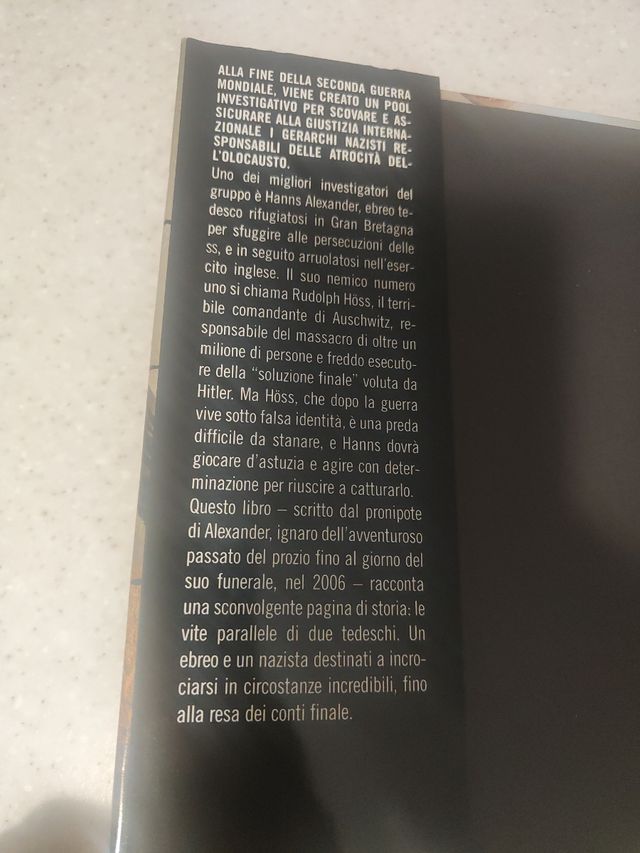 ALLA FINE DELLA SECONDA GUERRA
MONDIALE, VIENE CREATO UN POOL
INVESTIGATIVO PER SCOVARE E AS-
SICURARE ALLA GIUSTIZIA INTERNA-
ZIONALE I GERARCHI NAZISTI RE-
SPONSABILI DELLE ATROCITÀ DEL-
L'OLOCAUSTO.
Uno dei migliori investigatori del
gruppo è Hanns Alexander, ebreo te-
desco rifugiatosi in Gran Bretagna
per sfuggire alle persecuzioni delle
SS, e in seguito arruolatosi nell'eser-
cito inglese. Il suo nemico numero
uno si chiama Rudolph Höss, il terri-
bile comandante di Auschwitz, re-
sponsabile del massacro di oltre un
milione di persone e freddo esecuto-
re della “soluzione finale” voluta da
Hitler. Ma Höss, che dopo la guerra
vive sotto falsa identità, è una preda
difficile da stanare, e Hanns dovrà
giocare d'astuzia e agire con deter-
minazione per riuscire a catturarlo.
Questo libro – scritto dal pronipote
di Alexander, ignaro dell'avventuroso
passato del prozio fino al giorno del
suo funerale, nel 2006 – racconta
una sconvolgente pagina di storia: le
vite parallele di due tedeschi. Un
ebreo e un nazista destinati a incro-
ciarsi in circostanze incredibili, fino
alla resa dei conti finale.